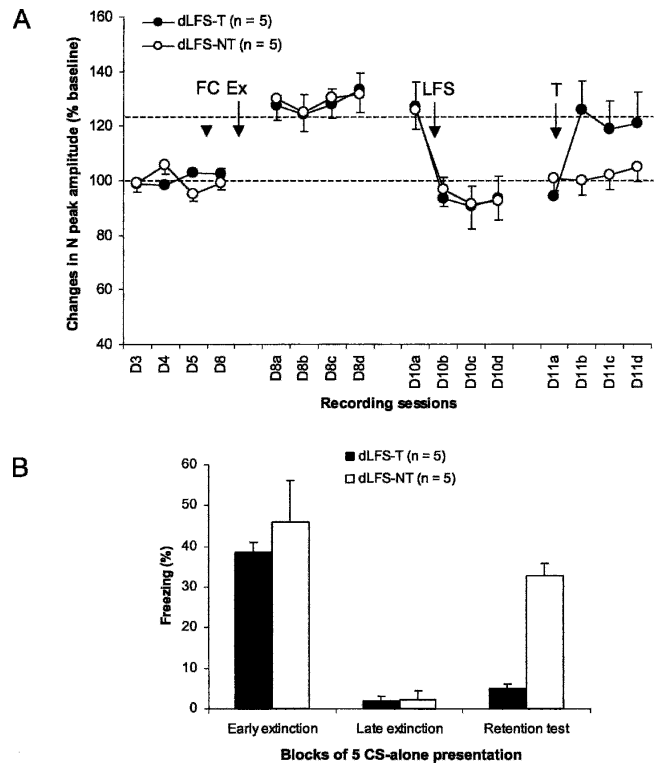 A
dLFS-T (n = 5)
dLFS-NT (n = 5)
Changes in N peak amplitude (% baseline)
160
140
120
100
80
60
40
FC Ex
LFS
T
D3 D4 D5 D8 D8a D8b D8c D8d D10a D10b D10c D10d D11a D11b D11c D11d
Recording sessions
B
dLFS-T (n = 5)
dLFS-NT (n = 5)
Freezing (%)
60
50
40
30
20
10
0
Early extinction Late extinction Retention test
Blocks of 5 CS-alone presentation